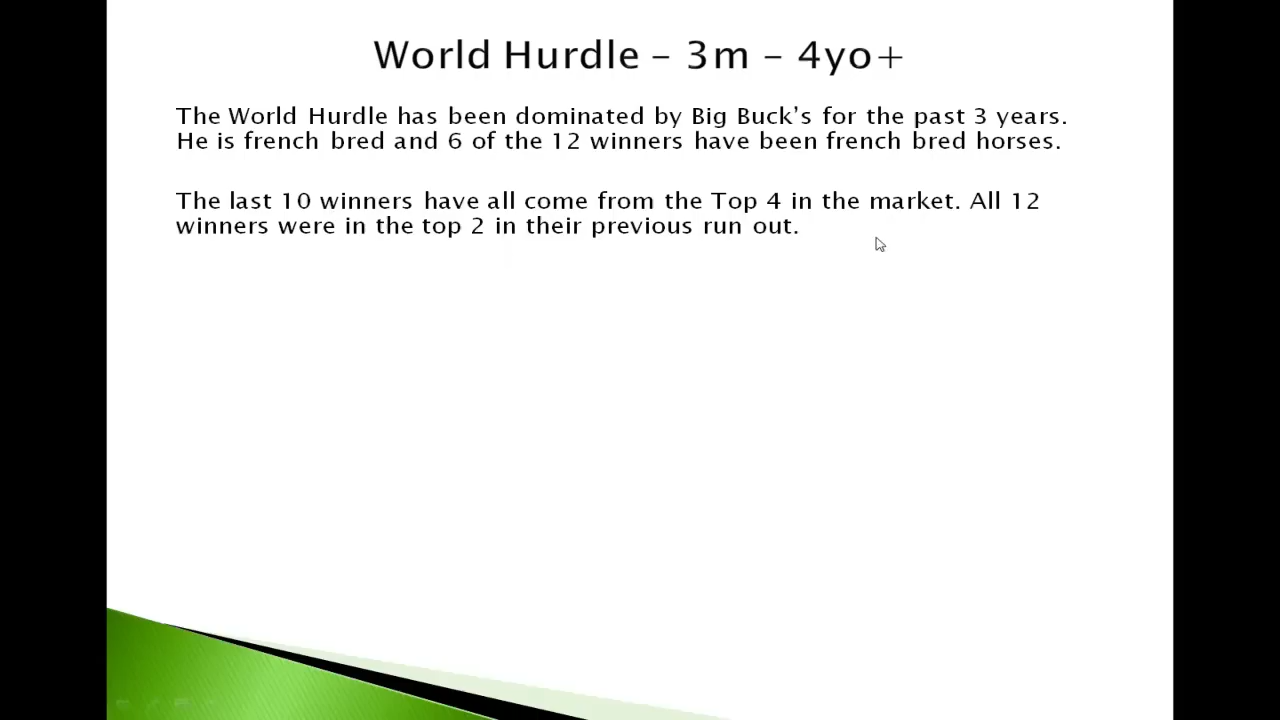 World Hurdle – 3m – 4yo+
The World Hurdle has been dominated by Big Buck’s for the past 3 years.
He is french bred and 6 of the 12 winners have been french bred horses.
The last 10 winners have all come from the Top 4 in the market. All 12
winners were in the top 2 in their previous run out.